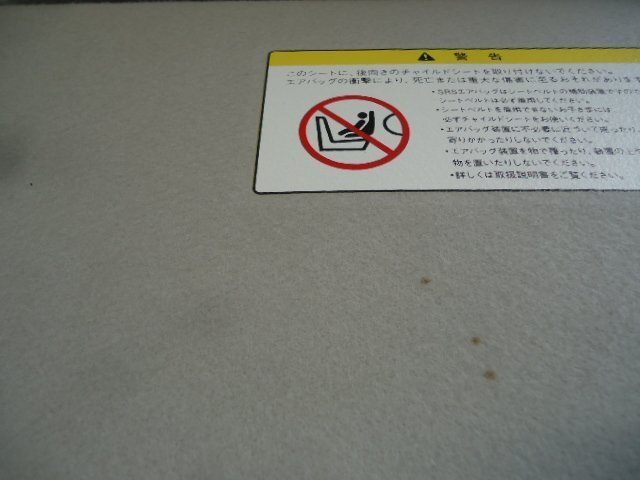 警告
このシートに、後向きのチャイルドシートを取り付けないでください。
エアバッグの衝撃により、死亡または重大な傷害に至るおそれがあります
・SRSエアバッグはシートベルトの補助装置ですので
シートベルトは必ず着用してください。
・シートベルトを着用できないお子さまには
必ずチャイルドシートをお使いください。
・エアバッグ装置に不必要に近づいて乗ったり
寄りかかったりしないでください。
・エアバッグ装置を物で覆ったり、装置の上や
物を置いたりしないでください。
・詳しくは取扱説明書をご覧ください。